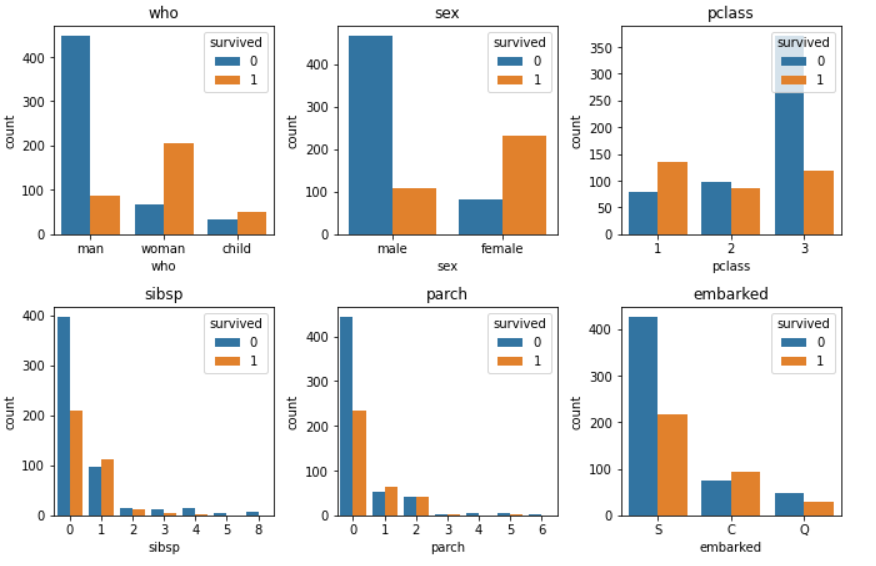 who
survived
0
1
400
300
200
100
0
count
man woman child
who
sex
survived
0
1
400
300
200
100
0
count
male female
sex
pclass
survived
0
1
350
300
250
200
150
100
50
0
count
1 2 3
pclass
sibsp
survived
0
1
400
300
200
100
0
count
0 1 2 3 4 5 8
sibsp
parch
survived
0
1
400
300
200
100
0
count
0 1 2 3 4 5 6
parch
embarked
survived
0
1
400
300
200
100
0
count
S C Q
embarked